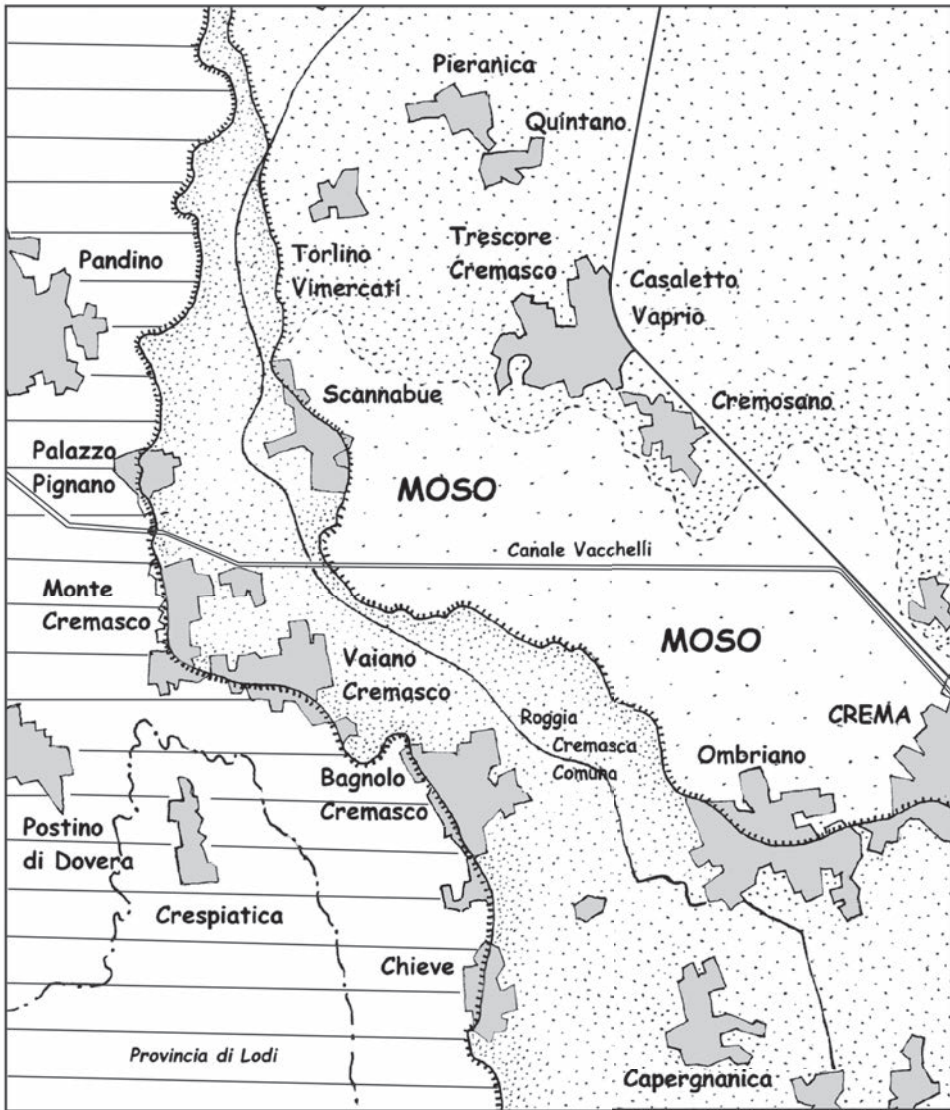 Pieranica
Quintano
Trescore
Cremasco
Pandino
Torlino
Vimercati
Casaletto
Vaprio
Scannabue
Cremosano
Palazzo
Pignano
MOSO
Canale Vacchelli
Monte
Cremasco
MOSO
Vaiano
Cremasco
CREMA
Roggia
Cremasca
Comuna
Ombriano
Bagnolo
Cremasco
Postino
di Dovera
Crespiatica
Chieve
Provincia di Lodi
Capergnanica